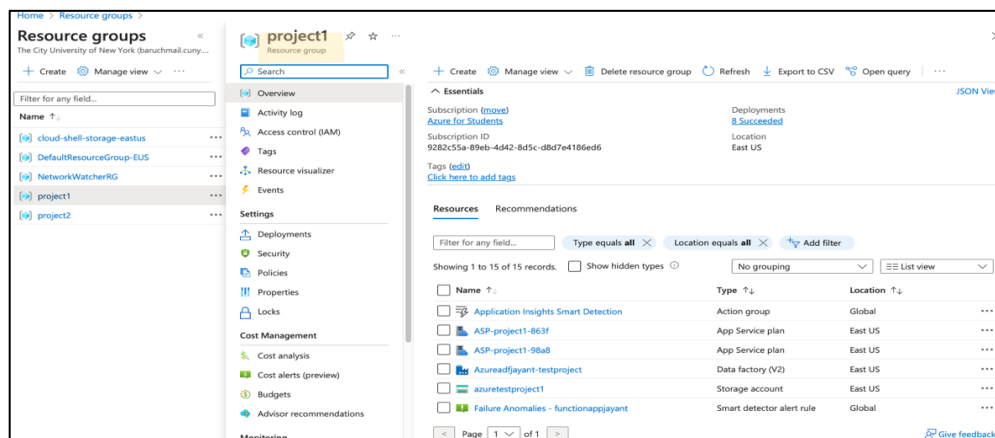 Home > Resource groups >
Resource groups
The City University of New York (baruchmail.cuny....
Create Manage view ...
Filter for any field...
Name ↑↓
cloud-shell-storage-eastus ...
DefaultResourceGroup-EUS ...
NetworkWatcherRG ...
project1 ...
project2 ...
project1 ...
Resource group
Search
Overview
Activity log
Access control (IAM)
Tags
Resource visualizer
Events
Settings
Deployments
Security
Policies
Properties
Locks
Cost Management
Cost analysis
Cost alerts (preview)
Budgets
Advisor recommendations
Monitoring
Create Manage view Delete resource group Refresh Export to CSV Open query ...
Essentials JSON View
Subscription (move)
Azure for Students
Subscription ID
9282c55a-89eb-4d42-8d5c-d8d7e4186ed6
Tags (edit)
Click here to add tags
Deployments
8 Succeeded
Location
East US
Resources Recommendations
Filter for any field... Type equals all Location equals all Add filter
Showing 1 to 15 of 15 records. Show hidden types No grouping List view
Name ↑ Type ↑↓ Location ↑↓
Application Insights Smart Detection Action group Global ...
ASP-project1-863f App Service plan East US ...
ASP-project1-98a8 App Service plan East US ...
Azureadfjayant-testproject Data factory (V2) East US ...
azuretestproject1 Storage account East US ...
Failure Anomalies - functionappjayant Smart detector alert rule Global ...
< Page 1 of 1 > Give feedback